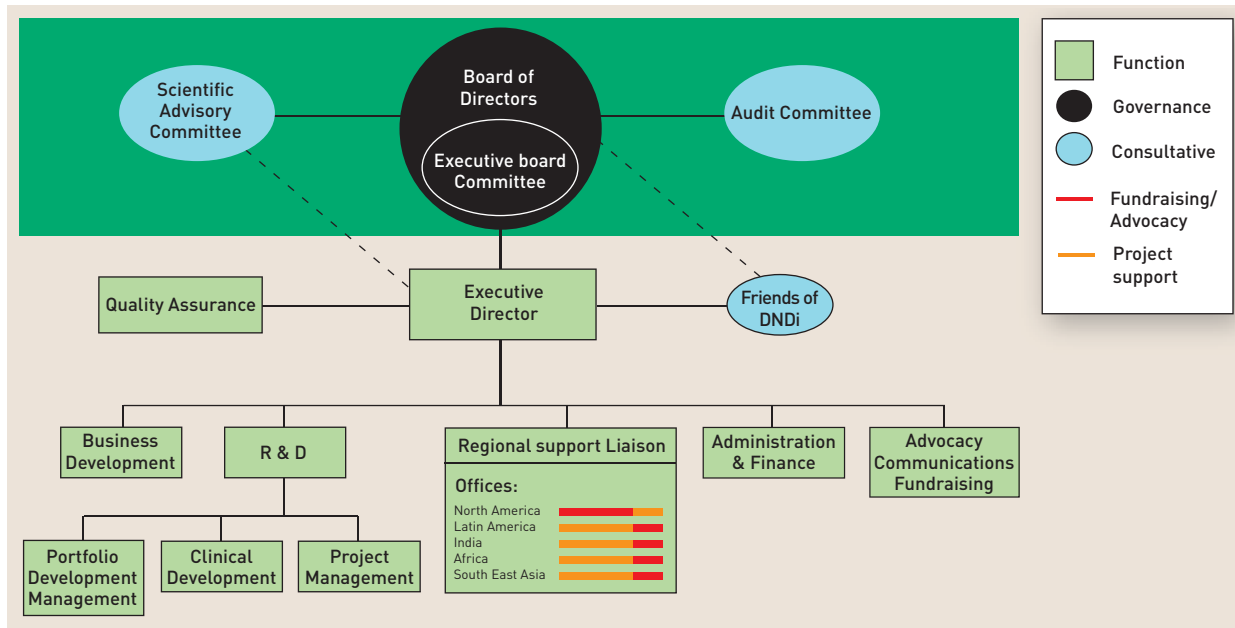 Scientific
Advisory
Committee
Board of
Directors
Executive board
Committee
Audit Committee
Quality Assurance
Executive
Director
Friends of
DNDi
Business
Development
R & D
Regional support Liaison
Offices:
North America
Latin America
India
Africa
South East Asia
Administration
& Finance
Advocacy
Communications
Fundraising
Portfolio
Development
Management
Clinical
Development
Project
Management
Function
Governance
Consultative
Fundraising/
Advocacy
Project
support